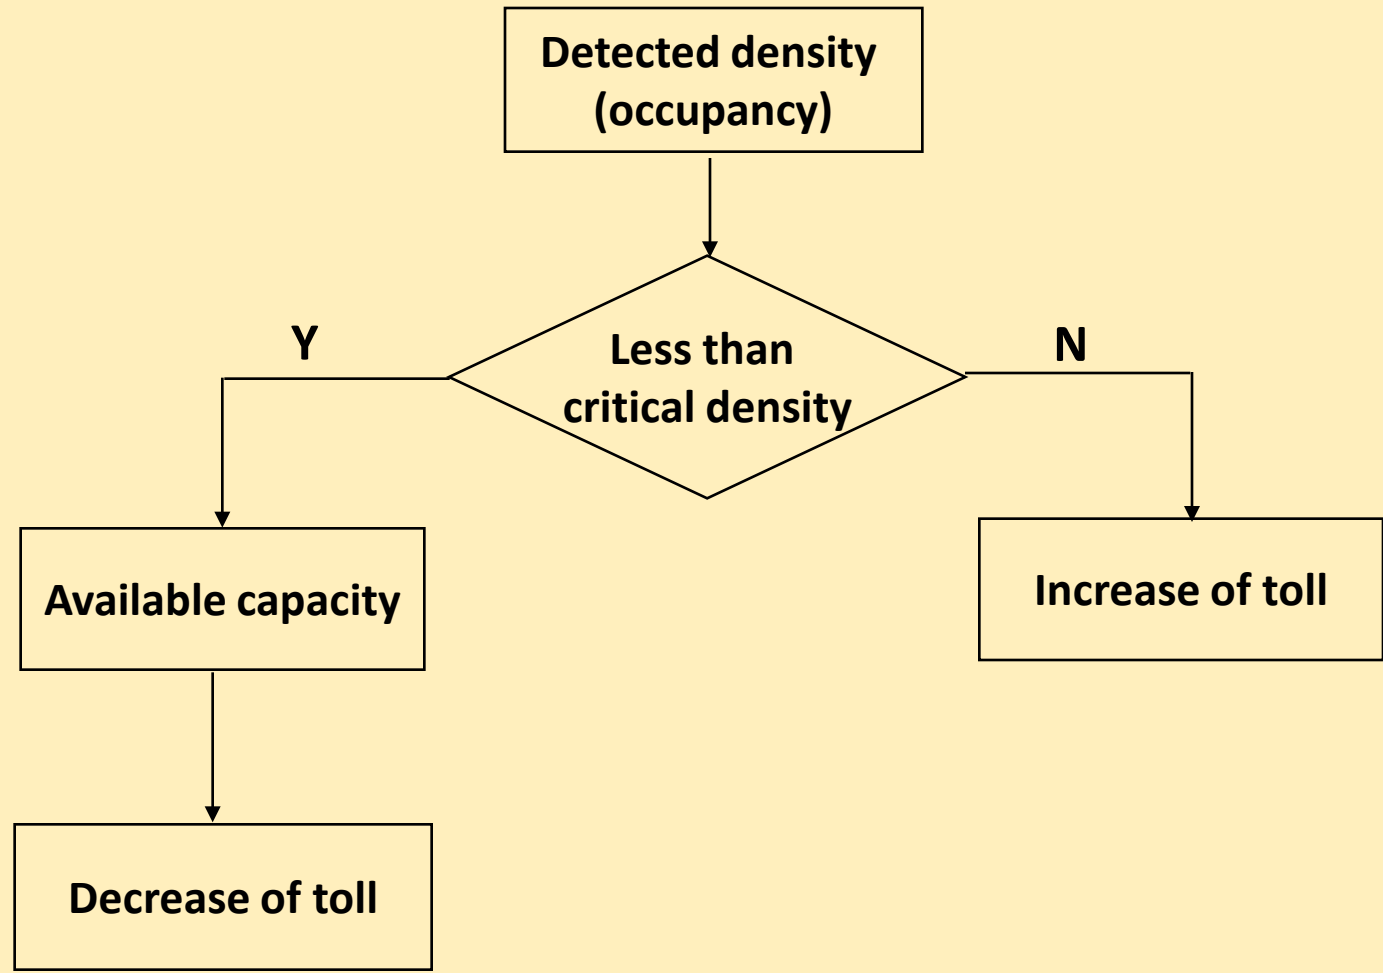 Detected density
(occupancy)
Y
N
Less than
critical density
Available capacity
Increase of toll
Decrease of toll